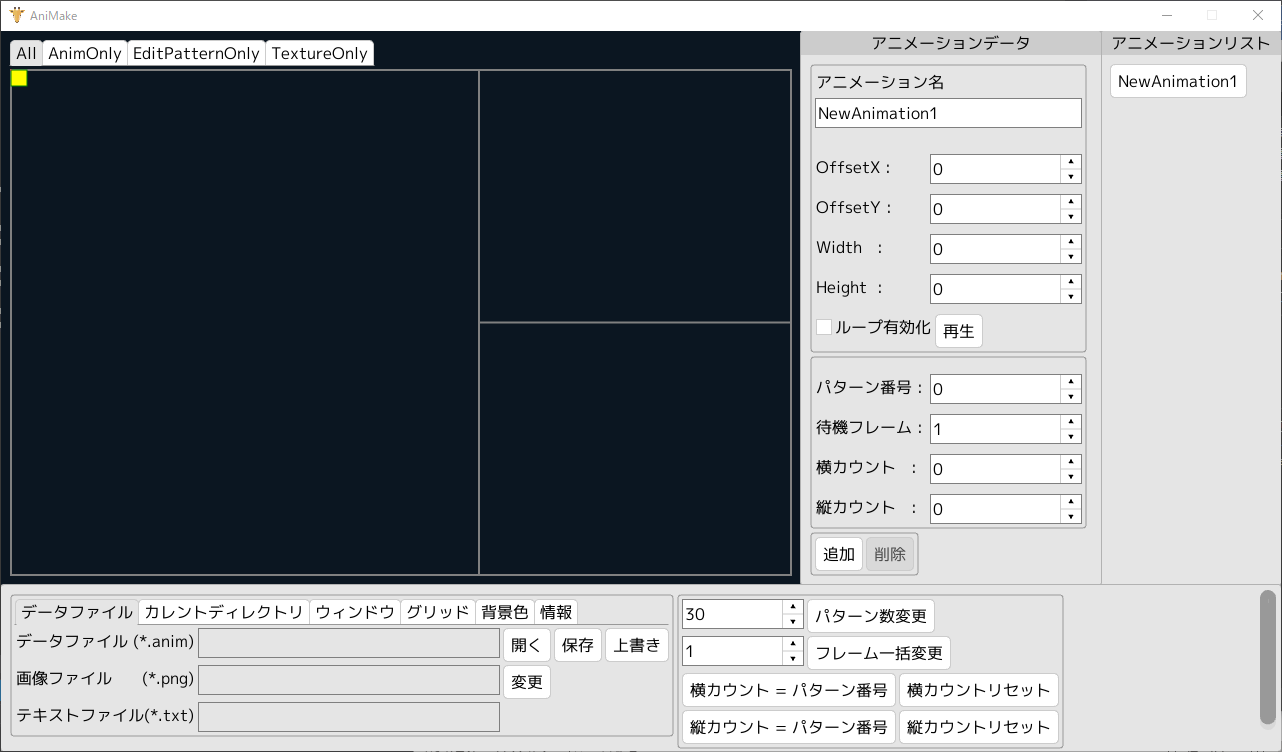 AniMake
All AnimOnly EditPatternOnly TextureOnly
アニメーションデータ
アニメーション名
NewAnimation1
OffsetX : 0
OffsetY : 0
Width : 0
Height : 0
ループ有効化 再生
パターン番号 : 0
待機フレーム : 1
横カウント : 0
縦カウント : 0
追加 削除
アニメーションリスト
NewAnimation1
データファイル カレントディレクトリ ウィンドウ グリッド 背景色 情報
データファイル (*.anim) 開く 保存 上書き
画像ファイル (*.png) 変更
テキストファイル(*.txt)
30 パターン数変更
1 フレーム一括変更
横カウント = パターン番号 横カウントリセット
縦カウント = パターン番号 縦カウントリセット